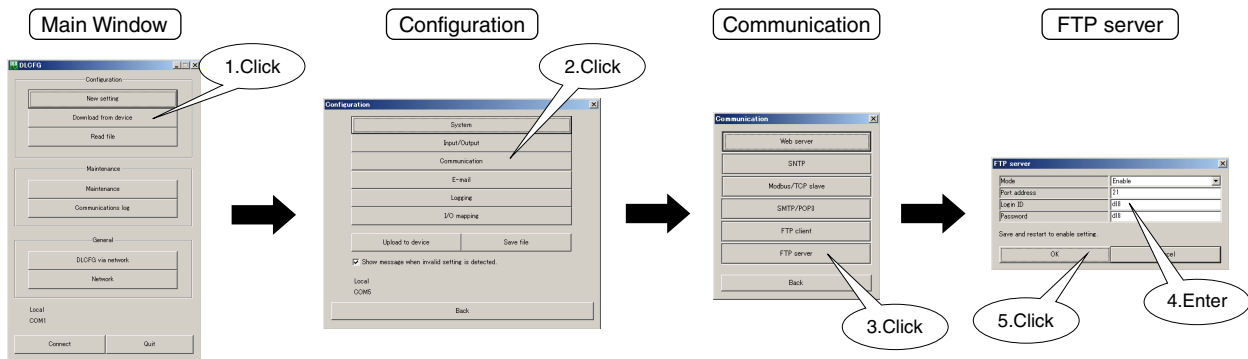 Main Window
DLCFG
1.Click
Configuration
New setting
Download from device
Read file
Maintenance
Maintenance
Communications log
General
DLCFG via network
Network
Local
COM1
Connect Quit
Configuration
2.Click
Configuration
System
Input/Output
Communication
E-mail
Logging
I/O mapping
Upload to device Save file
Show message when invalid setting is detected.
Local
COM5
Back
Communication
Communication
Web server
SNTP
Modbus/TCP slave
SMTP/POP3
FTP client
FTP server
Back
3.Click
FTP server
FTP server
Mode Enable
Port address 21
Login ID dl8
Password dl8
Save and restart to enable setting.
OK
4.Enter
5.Click